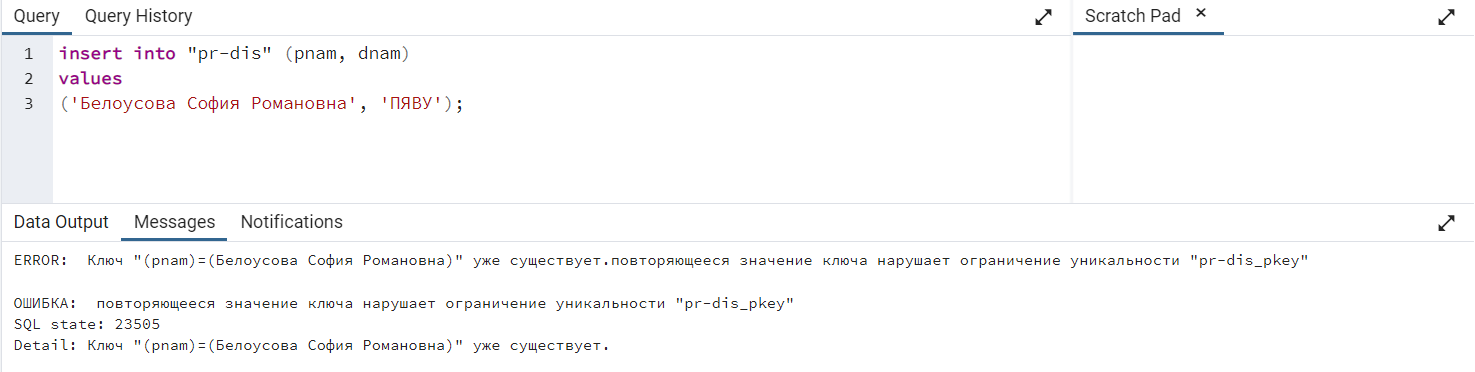 Query Query History Scratch Pad ×
1 insert into "pr-dis" (pnam, dnam)
2 values
3 ('Белоусова София Романовна', 'ПЯВУ');
Data Output Messages Notifications
ERROR:  Ключ "(pnam)=(Белоусова София Романовна)" уже существует.повторяющееся значение ключа нарушает ограничение уникальности "pr-dis_pkey"
ОШИБКА:  повторяющееся значение ключа нарушает ограничение уникальности "pr-dis_pkey"
SQL state: 23505
Detail: Ключ "(pnam)=(Белоусова София Романовна)" уже существует.